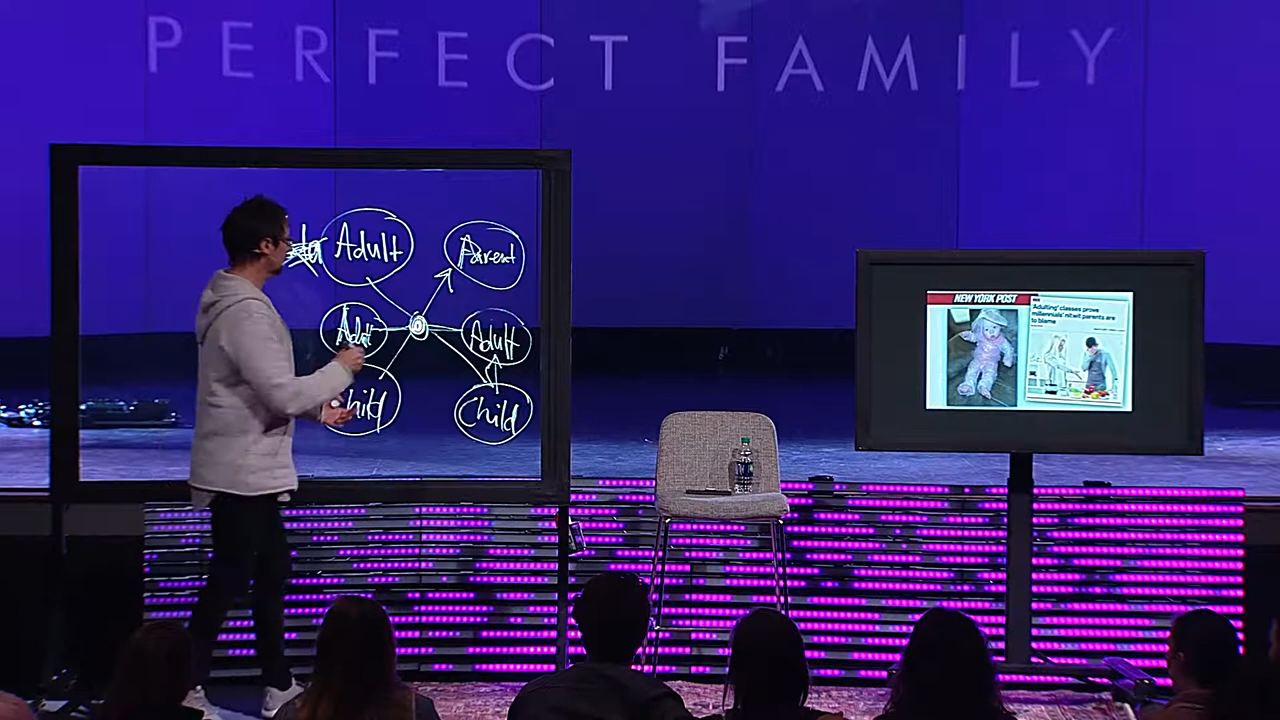 PERFECT FAMILY
Adult
Parent
Adult
Child
Child
NEW YORK POST
'Adulting' classes prove
millennials' nitwit parents are
to blame